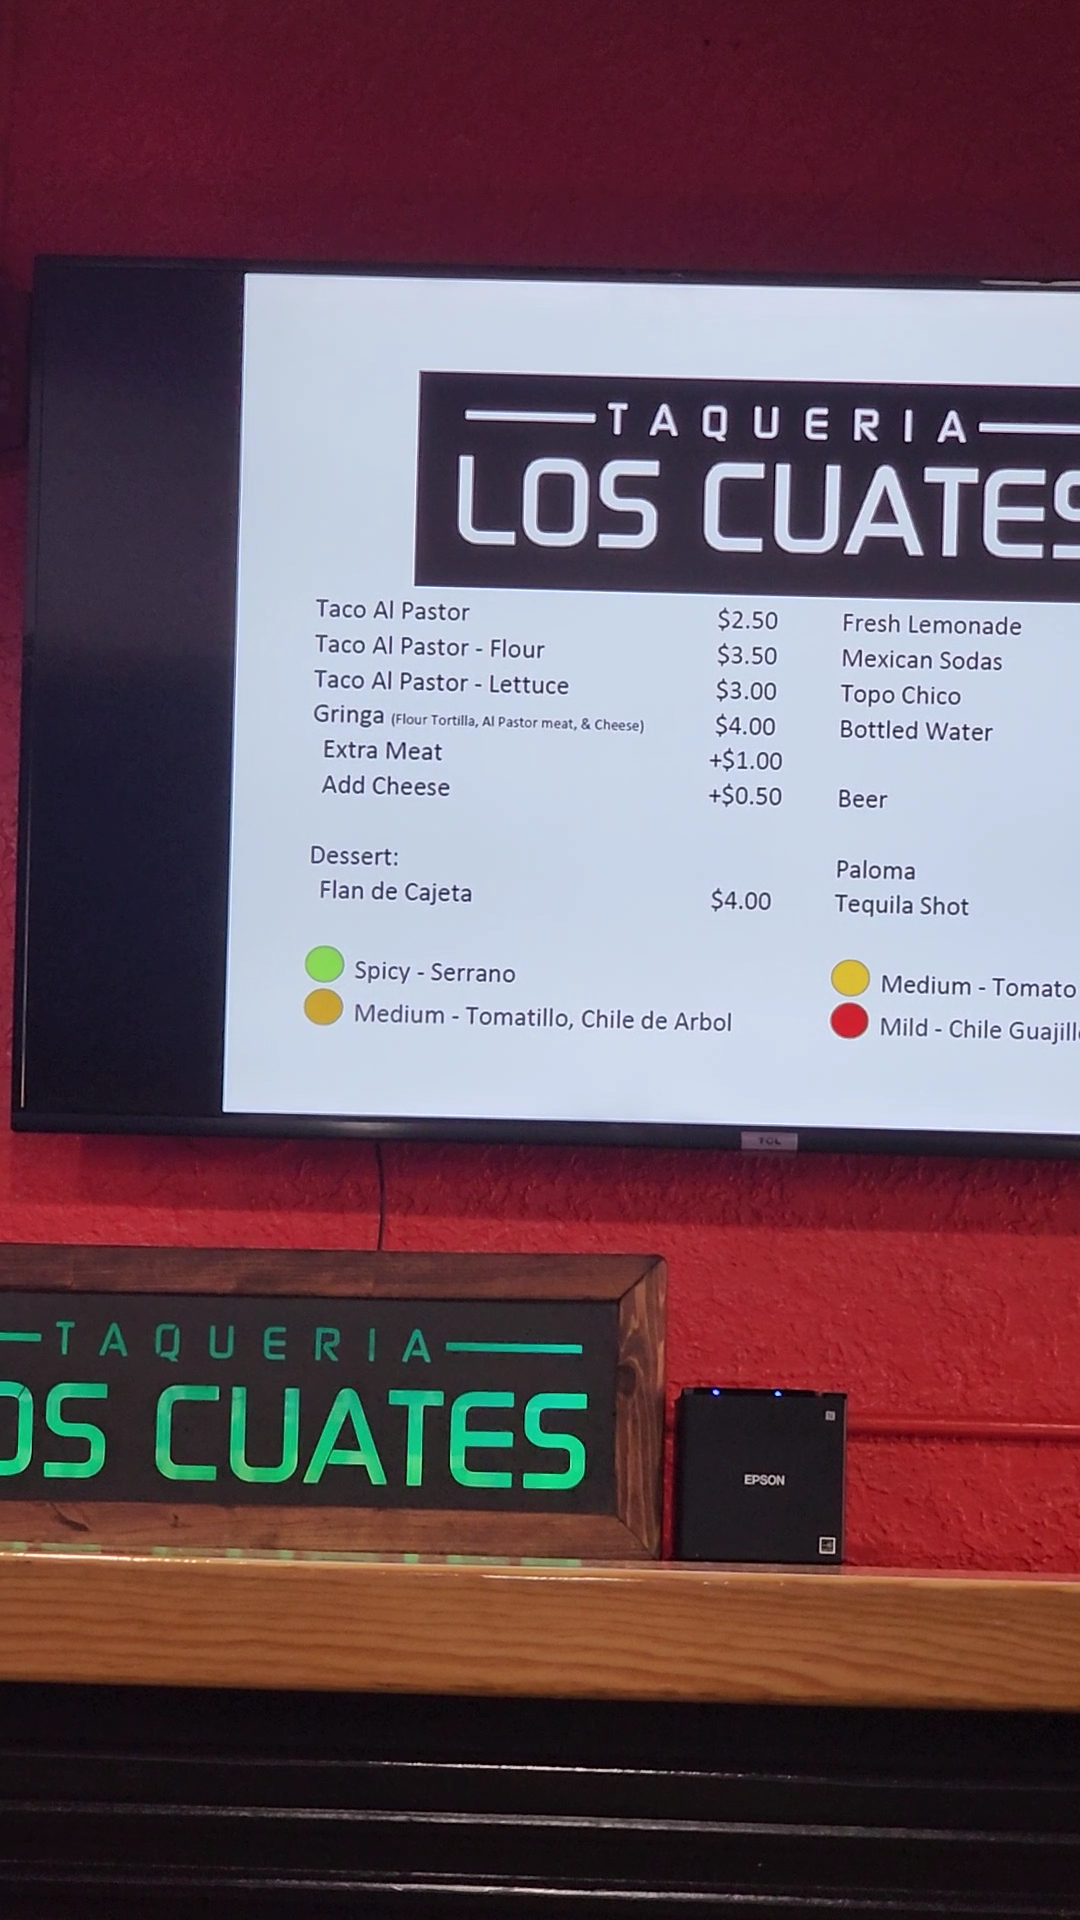 TAQUERIA
LOS CUATES
Taco Al Pastor $2.50
Taco Al Pastor - Flour $3.50
Taco Al Pastor - Lettuce $3.00
Gringa (Flour Tortilla, Al Pastor meat, & Cheese) $4.00
Extra Meat +$1.00
Add Cheese +$0.50
Dessert:
Flan de Cajeta $4.00
Fresh Lemonade
Mexican Sodas
Topo Chico
Bottled Water
Beer
Paloma
Tequila Shot
Spicy - Serrano
Medium - Tomatillo, Chile de Arbol
Medium - Tomato
Mild - Chile Guajill
TCL
TAQUERIA
OS CUATES
EPSON